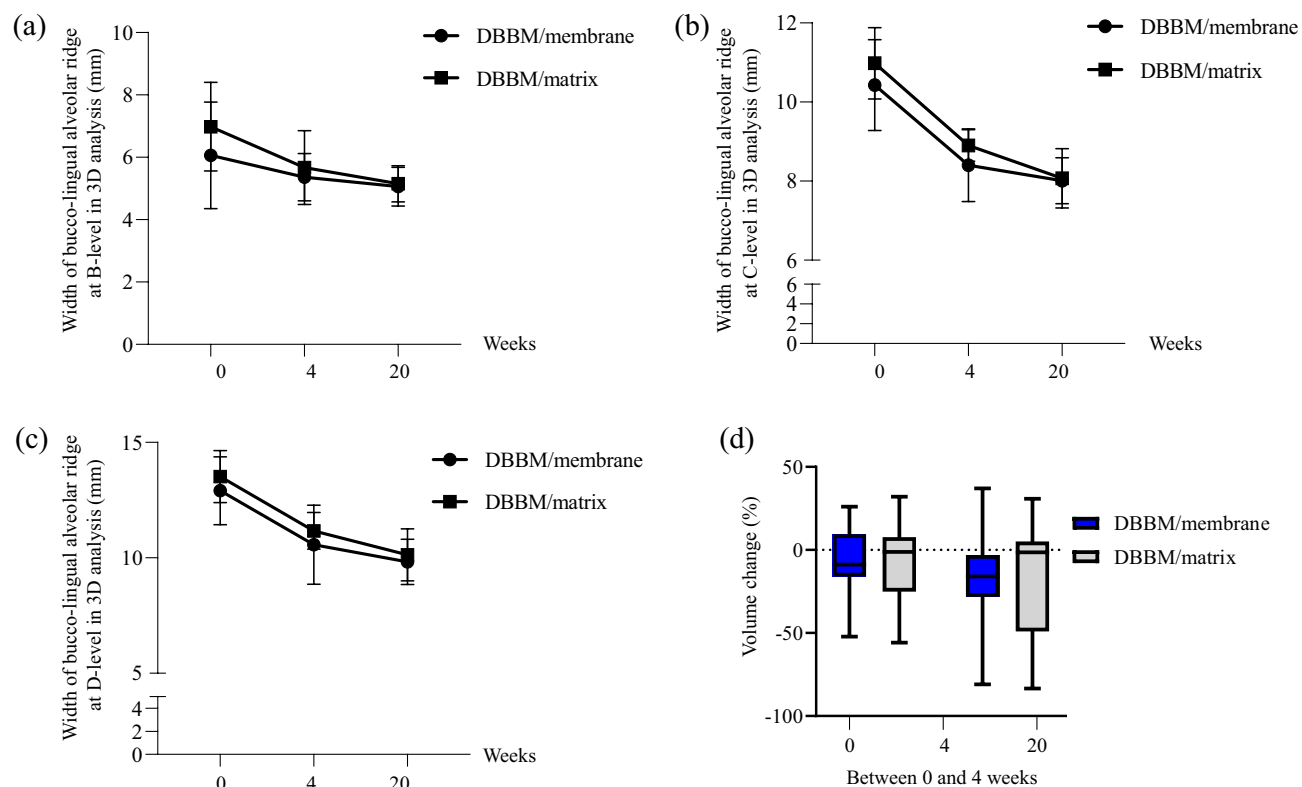 (a)
Width of bucco-lingual alveolar ridge
at B-level in 3D analysis (mm)
10
8
6
4
2
0
0
4
20
Weeks
DBBM/membrane
DBBM/matrix
(b)
Width of bucco-lingual alveolar ridge
at C-level in 3D analysis (mm)
12
10
8
6
6
4
2
0
0
4
20
Weeks
DBBM/membrane
DBBM/matrix
(c)
Width of bucco-lingual alveolar ridge
at D-level in 3D analysis (mm)
15
10
5
4
2
0
0
4
20
Weeks
DBBM/membrane
DBBM/matrix
(d)
Volume change (%)
50
0
-50
-100
0
4
20
Between 0 and 4 weeks
DBBM/membrane
DBBM/matrix